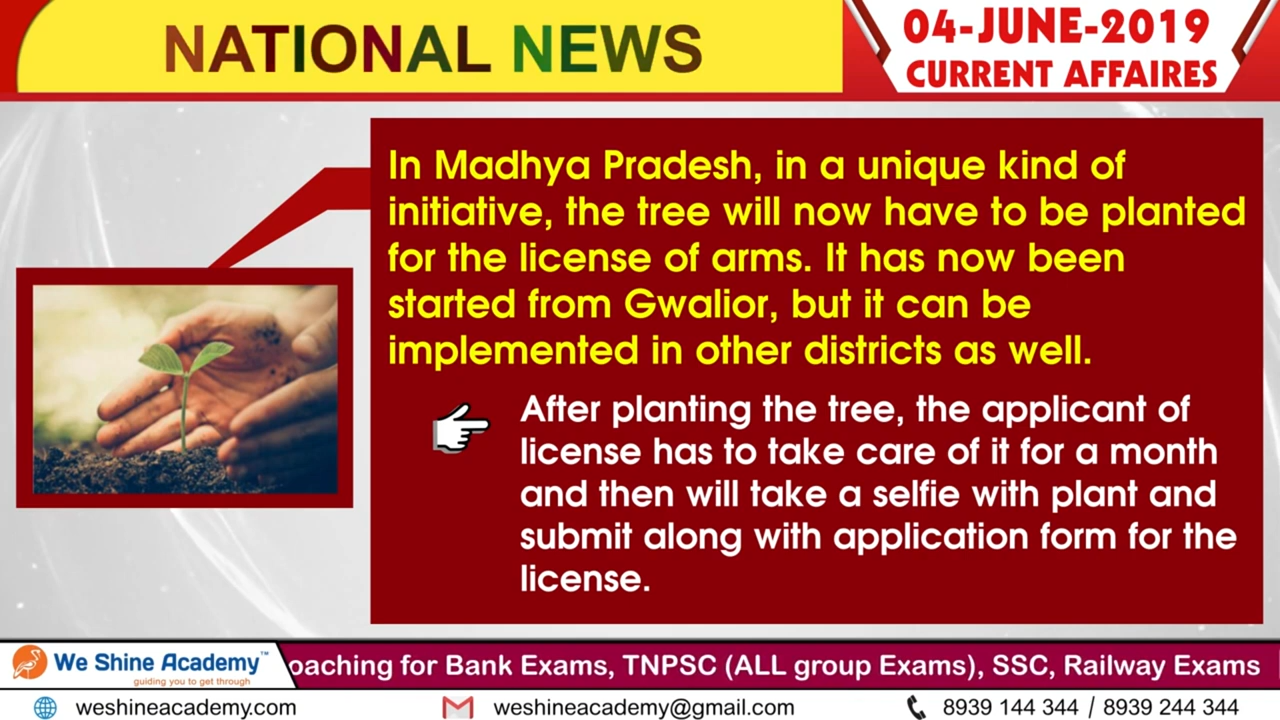 NATIONAL NEWS
04-JUNE-2019
CURRENT AFFAIRES
In Madhya Pradesh, in a unique kind of
initiative, the tree will now have to be planted
for the license of arms. It has now been
started from Gwalior, but it can be
implemented in other districts as well.
After planting the tree, the applicant of
license has to take care of it for a month
and then will take a selfie with plant and
submit along with application form for the
license.
We Shine Academy™
guiding you to get through
oaching for Bank Exams, TNPSC (ALL group Exams), SSC, Railway Exams
weshineacademy.com
weshineacademy@gmail.com
8939 144 344 / 8939 244 344